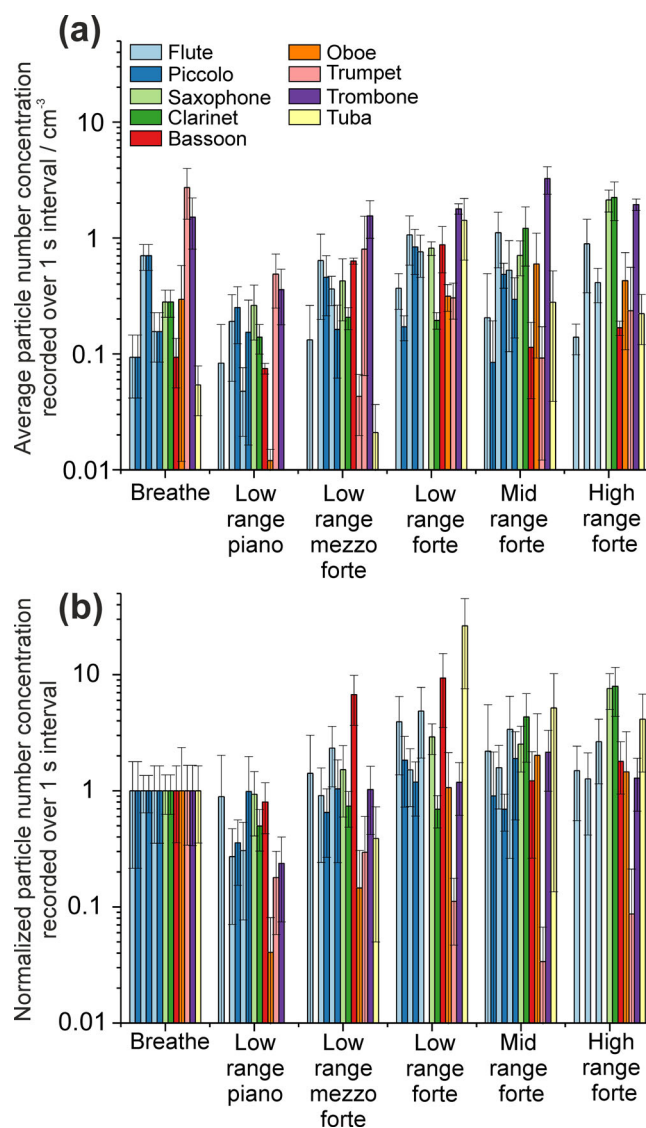 (a)
Flute
Piccolo
Saxophone
Clarinet
Bassoon
Oboe
Trumpet
Trombone
Tuba
Average particle number concentration
recorded over 1 s interval / cm⁻³
10
1
0.1
0.01
Breathe
Low
range
piano
Low
range
mezzo
forte
Low
range
forte
Mid
range
forte
High
range
forte
(b)
Normalized particle number concentration
recorded over 1 s interval
10
1
0.1
0.01
Breathe
Low
range
piano
Low
range
mezzo
forte
Low
range
forte
Mid
range
forte
High
range
forte